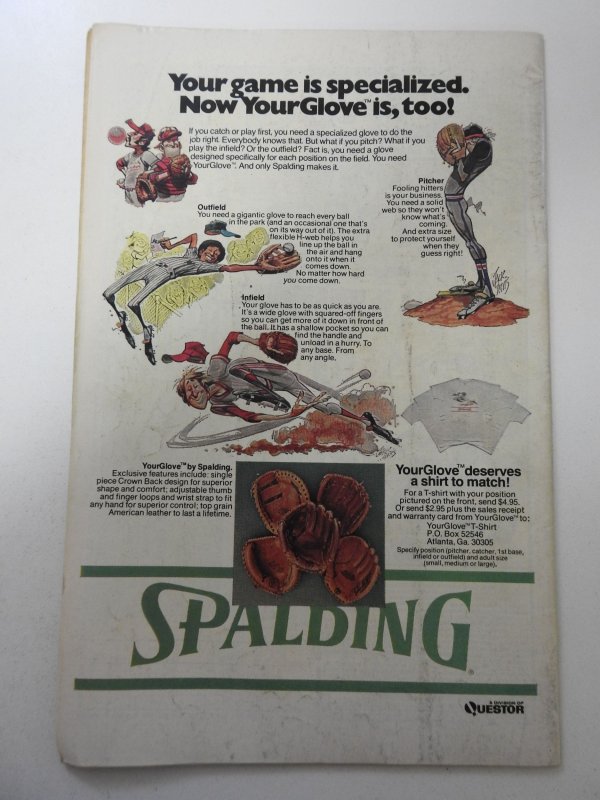 Your game is specialized.
Now YourGlove™ is, too!
If you catch or play first, you need a specialized glove to do the
job right. Everybody knows that. But what if you pitch? What if you
play the infield? Or the outfield? Fact is, you need a glove
designed specifically for each position on the field. You need
YourGlove™. And only Spalding makes it.
Pitcher
Fooling hitters
is your business.
You need a solid
web so they won't
know what's
coming.
And extra size
to protect yourself
when they
guess right!
Outfield
You need a gigantic glove to reach every ball
in the park (and an occasional one that's
on its way out of it). The extra
flexible H-web helps you
line up the ball in
the air and hang
onto it when it
comes down.
No matter how hard
you come down.
Infield
Your glove has to be as quick as you are.
It's a wide glove with squared-off fingers
so you can get more of it down in front of
the ball. It has a shallow pocket so you can
find the handle and
unload in a hurry. To
any base. From
any angle.
YourGlove™ by Spalding.
Exclusive features include: single
piece Crown Back design for superior
shape and comfort; adjustable thumb
and finger loops and wrist strap to fit
any hand for superior control; top grain
American leather to last a lifetime.
YourGlove™ deserves
a shirt to match!
For a T-shirt with your position
pictured on the front, send $4.95.
Or send $2.95 plus the sales receipt
and warranty card from YourGlove™ to:
YourGlove™ T-Shirt
P.O. Box 52546
Atlanta, Ga. 30305
Specify position (pitcher, catcher, 1st base,
infield or outfield) and adult size
(small, medium or large).
SPALDING®
A DIVISION OF
QUESTOR